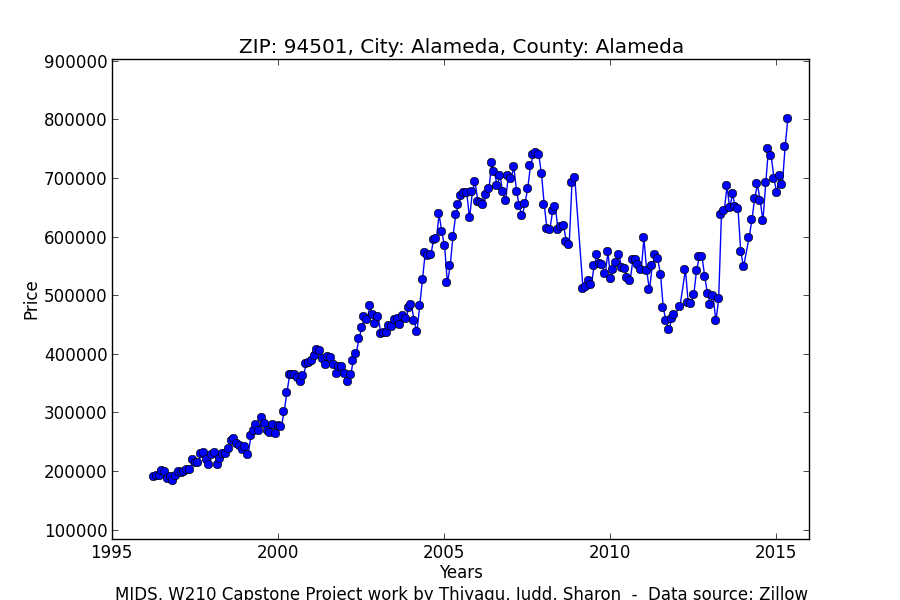 ZIP: 94501, City: Alameda, County: Alameda
900000
800000
700000
600000
500000
400000
300000
200000
100000
Price
1995 2000 2005 2010 2015
Years
MIDS, W210 Capstone Project work by Thiyagu, Judd, Sharon - Data source: Zillow